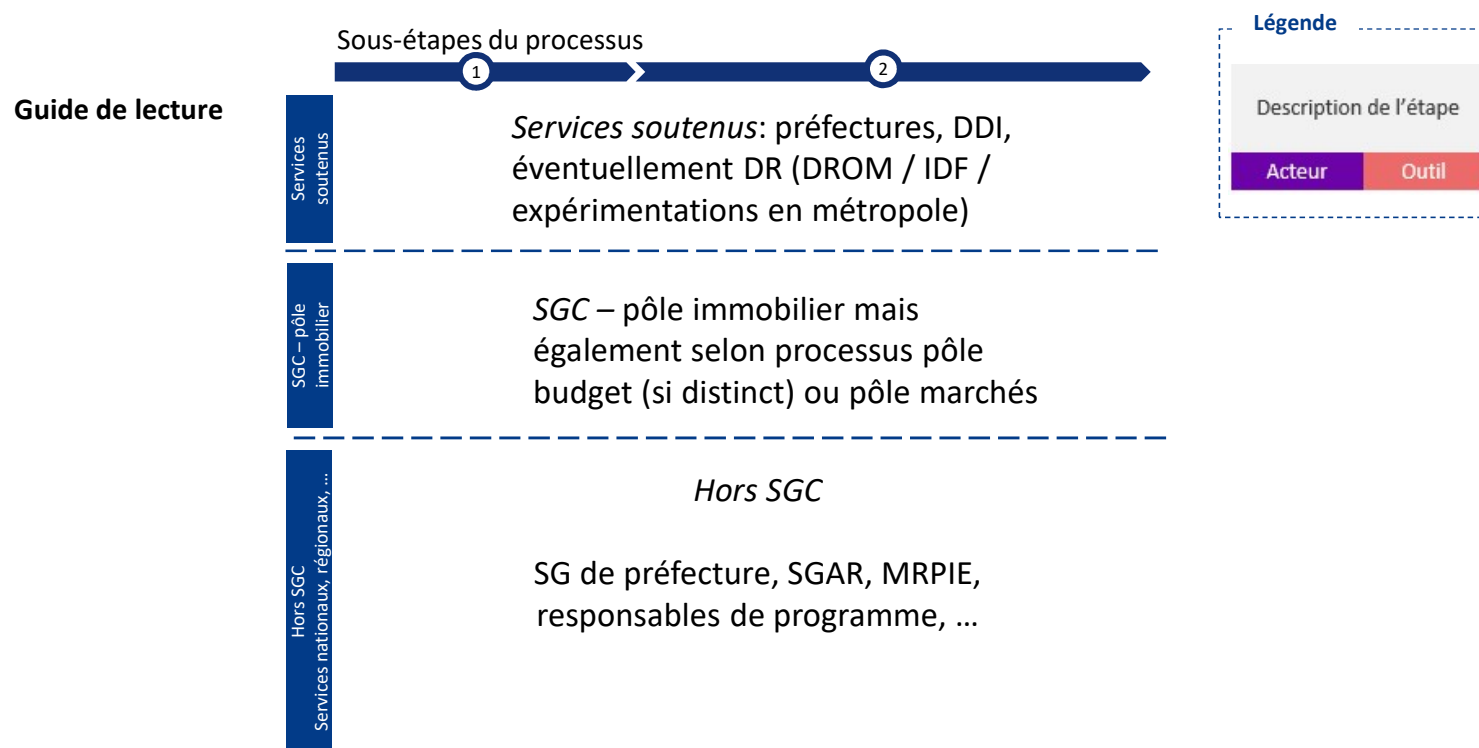 Sous-étapes du processus
1
2
Légende
Description de l'étape
Acteur
Outil
Guide de lecture
Services
soutenus
Services soutenus: préfectures, DDI,
éventuellement DR (DROM / IDF /
expérimentations en métropole)
SGC – pôle
immobilier
SGC – pôle immobilier mais
également selon processus pôle
budget (si distinct) ou pôle marchés
Hors SGC
Services nationaux, régionaux, …
Hors SGC
SG de préfecture, SGAR, MRPIE,
responsables de programme, …